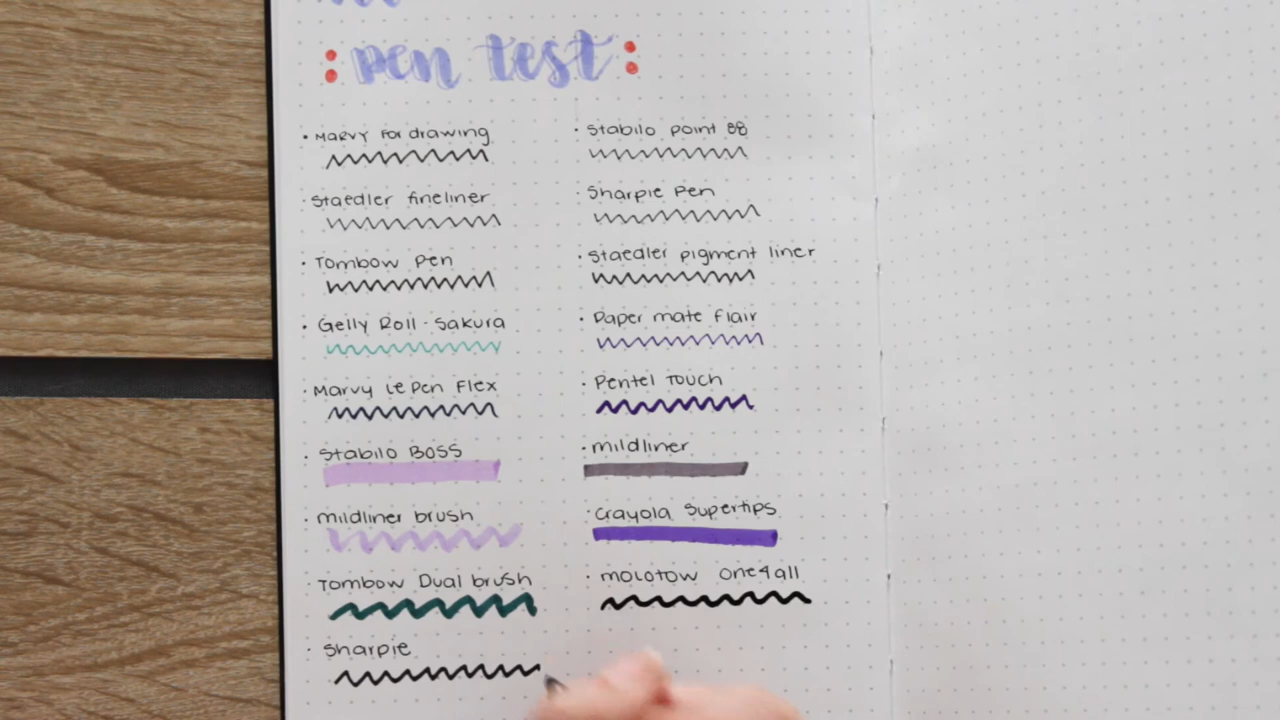 : pen test :
• Marvy for drawing
• Staedler fineliner
• Tombow pen
• Gelly Roll - Sakura
• Marvy le Pen Flex
• Stabilo BOSS
• mildliner brush
• Tombow Dual brush
• Sharpie
• Stabilo point 88
• Sharpie Pen
• Staedler pigment liner
• Paper mate flair
• Pentel Touch
• mildliner
• Crayola Supertips
• molotow One4all